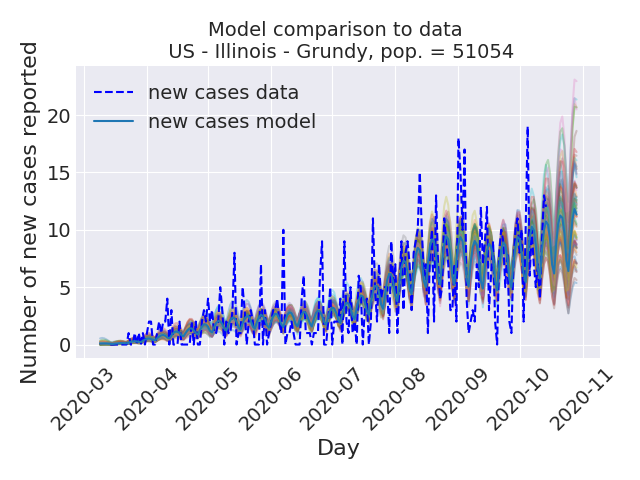 Model comparison to data
US - Illinois - Grundy, pop. = 51054
Number of new cases reported
new cases data
new cases model
20
15
10
5
0
2020-03
2020-04
2020-05
2020-06
2020-07
2020-08
2020-09
2020-10
2020-11
Day